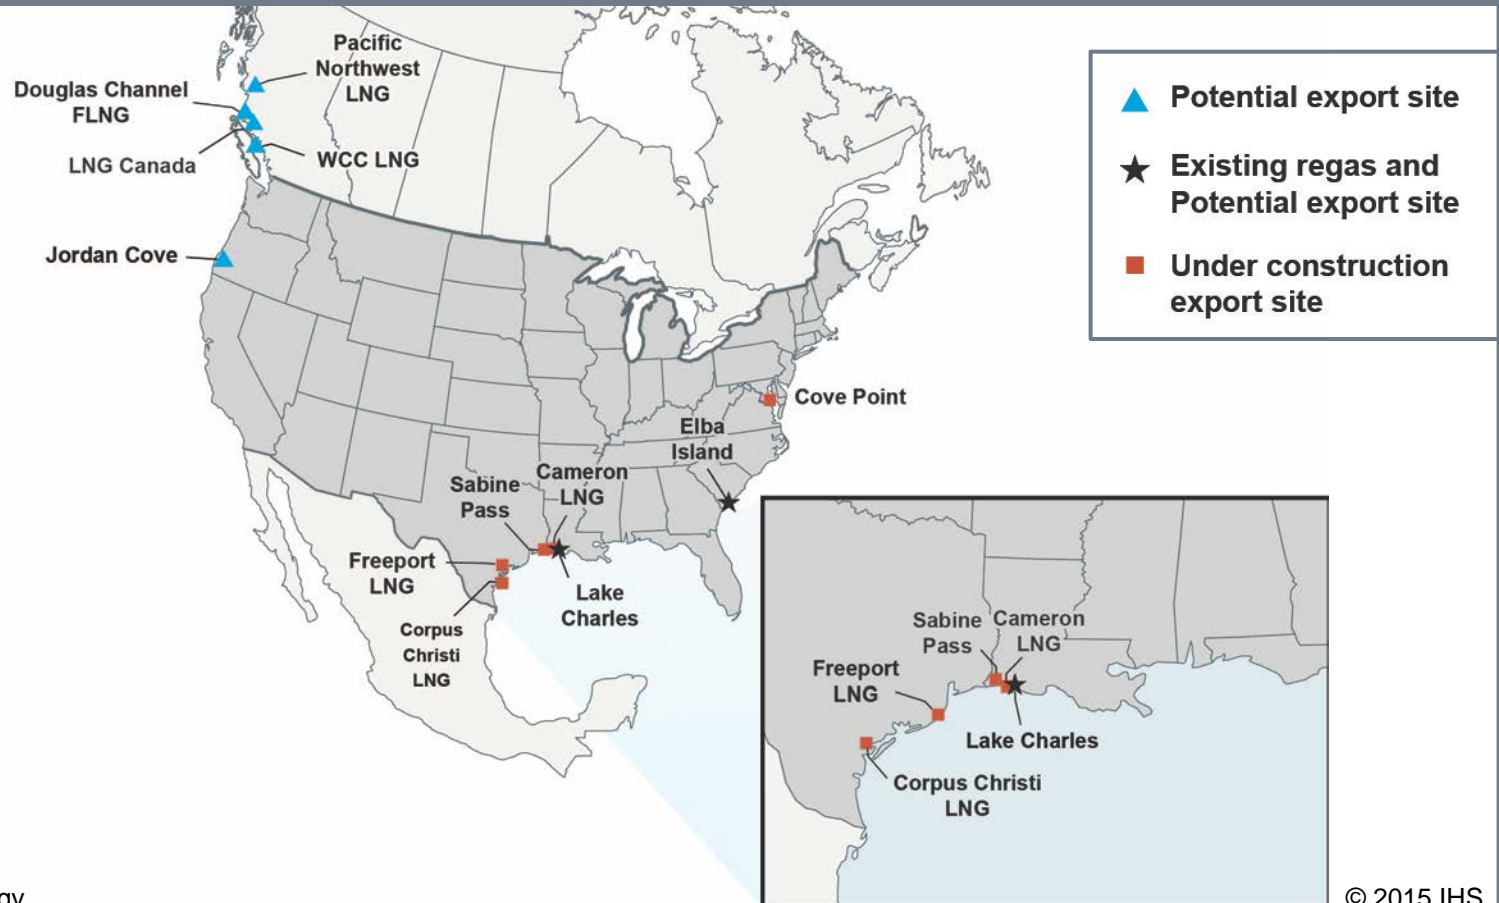 Pacific
Northwest
LNG
Douglas Channel
FLNG
LNG Canada
WCC LNG
Jordan Cove
Potential export site
Existing regas and
Potential export site
Under construction
export site
Cove Point
Elba
Island
Cameron
LNG
Sabine
Pass
Freeport
LNG
Lake
Charles
Corpus
Christi
LNG
Sabine
Pass
Cameron
LNG
Freeport
LNG
Lake Charles
Corpus Christi
LNG
© 2015 IHS